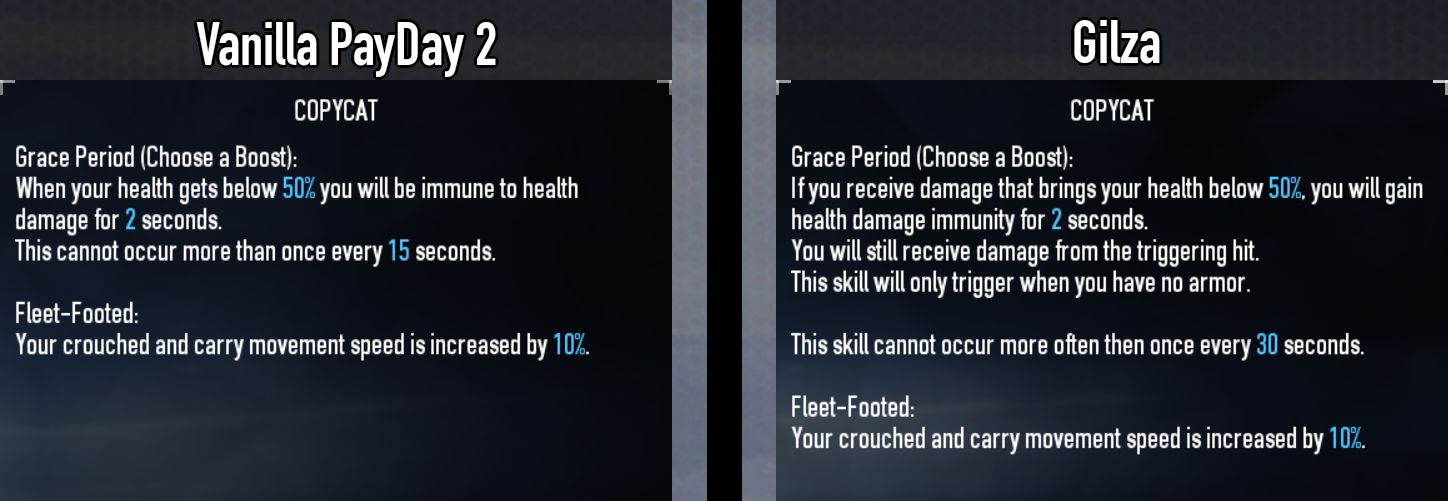 Vanilla PayDay 2
COPYCAT
Grace Period (Choose a Boost):
When your health gets below 50% you will be immune to health
damage for 2 seconds.
This cannot occur more than once every 15 seconds.
Fleet-Footed:
Your crouched and carry movement speed is increased by 10%.
Gilza
COPYCAT
Grace Period (Choose a Boost):
If you receive damage that brings your health below 50%, you will gain
health damage immunity for 2 seconds.
You will still receive damage from the triggering hit.
This skill will only trigger when you have no armor.
This skill cannot occur more often then once every 30 seconds.
Fleet-Footed:
Your crouched and carry movement speed is increased by 10%.